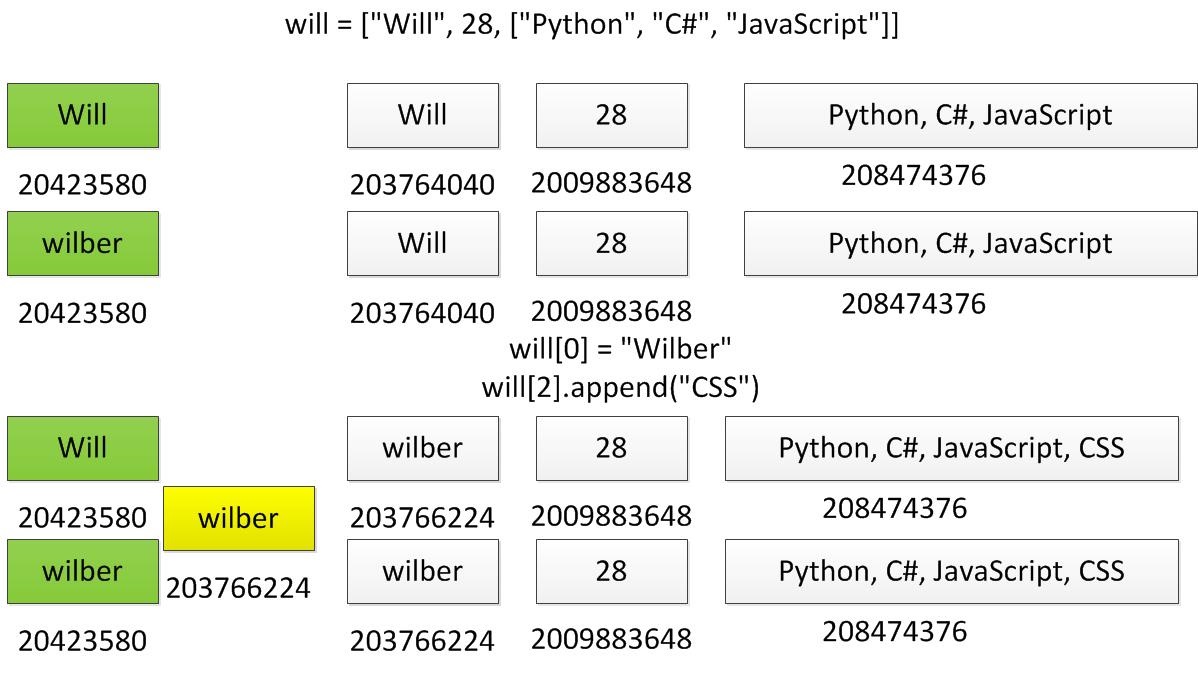 will = ["Will", 28, ["Python", "C#", "JavaScript"]]
Will Will 28 Python, C#, JavaScript
20423580 203764040 2009883648 208474376
wilber Will 28 Python, C#, JavaScript
20423580 203764040 2009883648 208474376
will[0] = "Wilber"
will[2].append("CSS")
Will wilber 28 Python, C#, JavaScript, CSS
20423580 203766224 2009883648 208474376
wilber
203766224
wilber wilber 28 Python, C#, JavaScript, CSS
20423580 203766224 2009883648 208474376